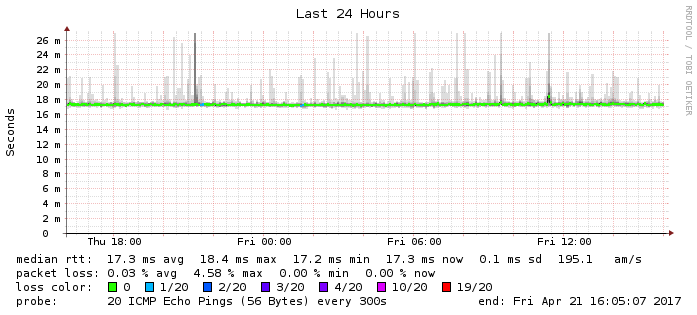 Last 24 Hours
RRDTOOL / TOBI OETIKER
Seconds
26 m
24 m
22 m
20 m
18 m
16 m
14 m
12 m
10 m
8 m
6 m
4 m
2 m
0
Thu 18:00 Fri 00:00 Fri 06:00 Fri 12:00
median rtt: 17.3 ms avg 18.4 ms max 17.2 ms min 17.3 ms now 0.1 ms sd 195.1 am/s
packet loss: 0.03 % avg 4.58 % max 0.00 % min 0.00 % now
loss color: 0 1/20 2/20 3/20 4/20 10/20 19/20
probe: 20 ICMP Echo Pings (56 Bytes) every 300s end: Fri Apr 21 16:05:07 2017